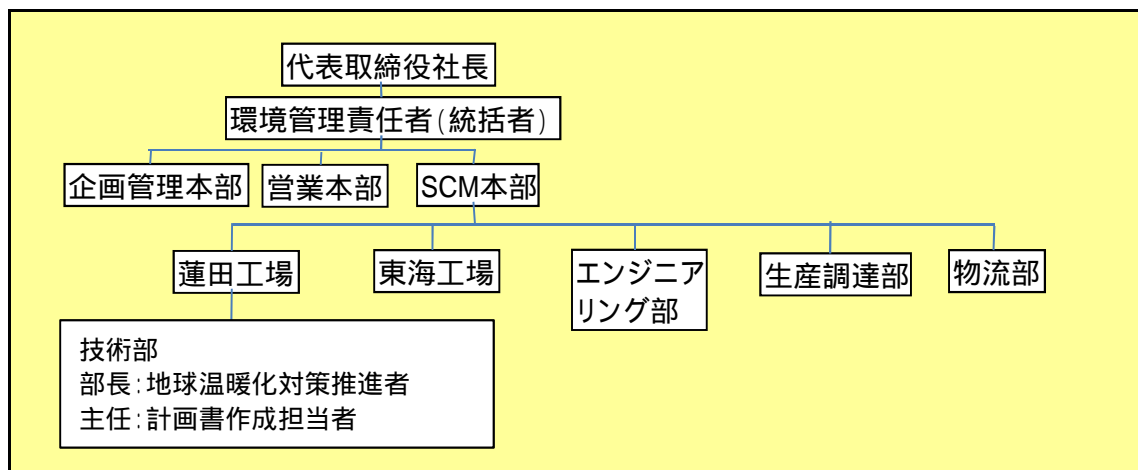 代表取締役社長
環境管理責任者(統括者)
企画管理本部
営業本部
SCM本部
蓮田工場
東海工場
エンジニア
リング部
生産調達部
物流部
技術部
部長:地球温暖化対策推進者
主任:計画書作成担当者